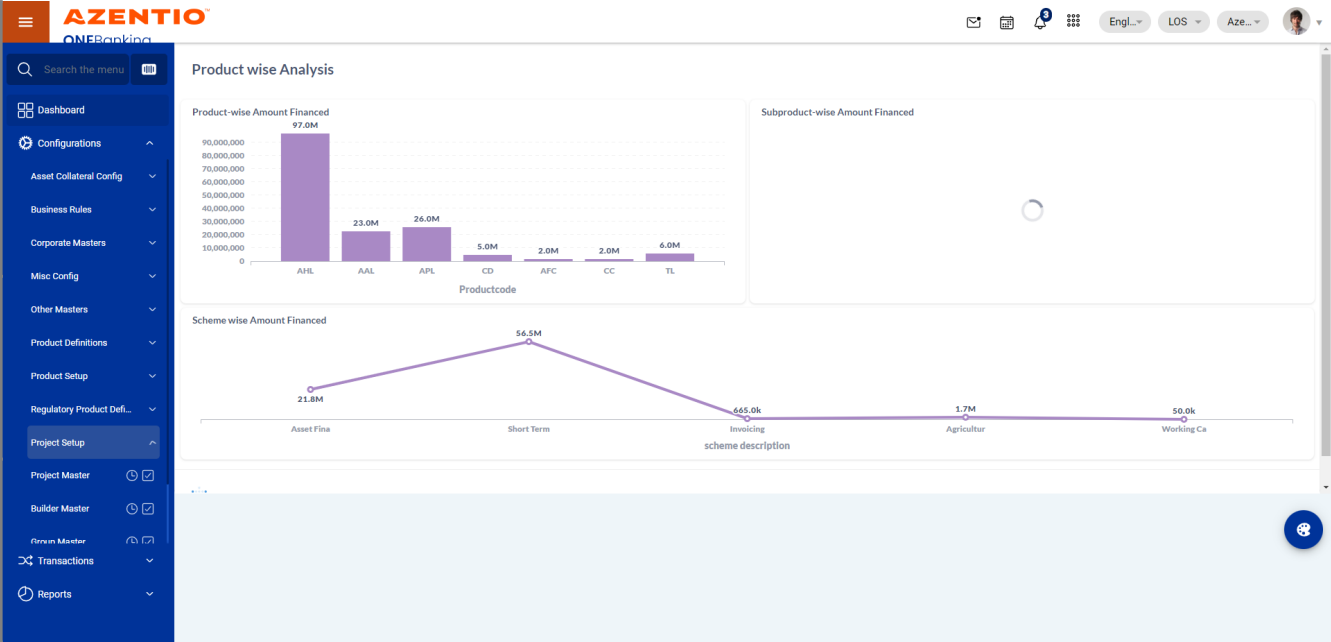 AZENTIO
ONEBanking
3
Engl...
LOS
Aze...
Search the menu
Dashboard
Configurations
Asset Collateral Config
Business Rules
Corporate Masters
Misc Config
Other Masters
Product Definitions
Product Setup
Regulatory Product Defi...
Project Setup
Project Master
Builder Master
Group Master
Transactions
Reports
Product wise Analysis
Product-wise Amount Financed
97.0M
90,000,000
80,000,000
70,000,000
60,000,000
50,000,000
40,000,000
30,000,000
20,000,000
10,000,000
0
23.0M
26.0M
5.0M
2.0M
2.0M
6.0M
AHL
AAL
APL
CD
AFC
CC
TL
Productcode
Subproduct-wise Amount Financed
Scheme wise Amount Financed
56.5M
21.8M
665.0k
1.7M
50.0k
Asset Fina
Short Term
Invoicing
Agricultur
Working Ca
scheme description